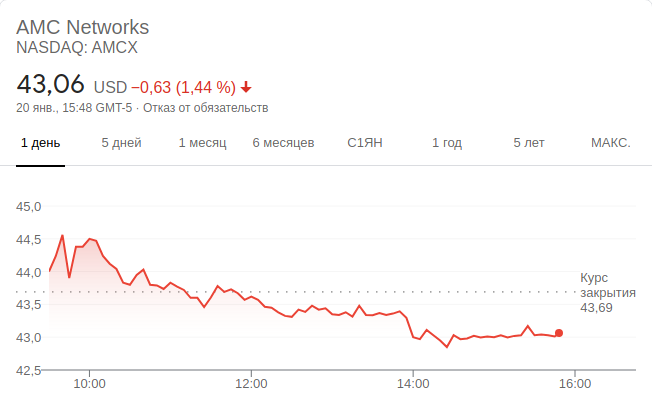 AMC Networks
NASDAQ: AMCX
43,06 USD −0,63 (1,44 %)
20 янв., 15:48 GMT-5 · Отказ от обязательств
1 день 5 дней 1 месяц 6 месяцев С1ЯН 1 год 5 лет МАКС.
45,0
44,5
44,0
43,5
43,0
42,5
Курс
закрытия
43,69
10:00 12:00 14:00 16:00